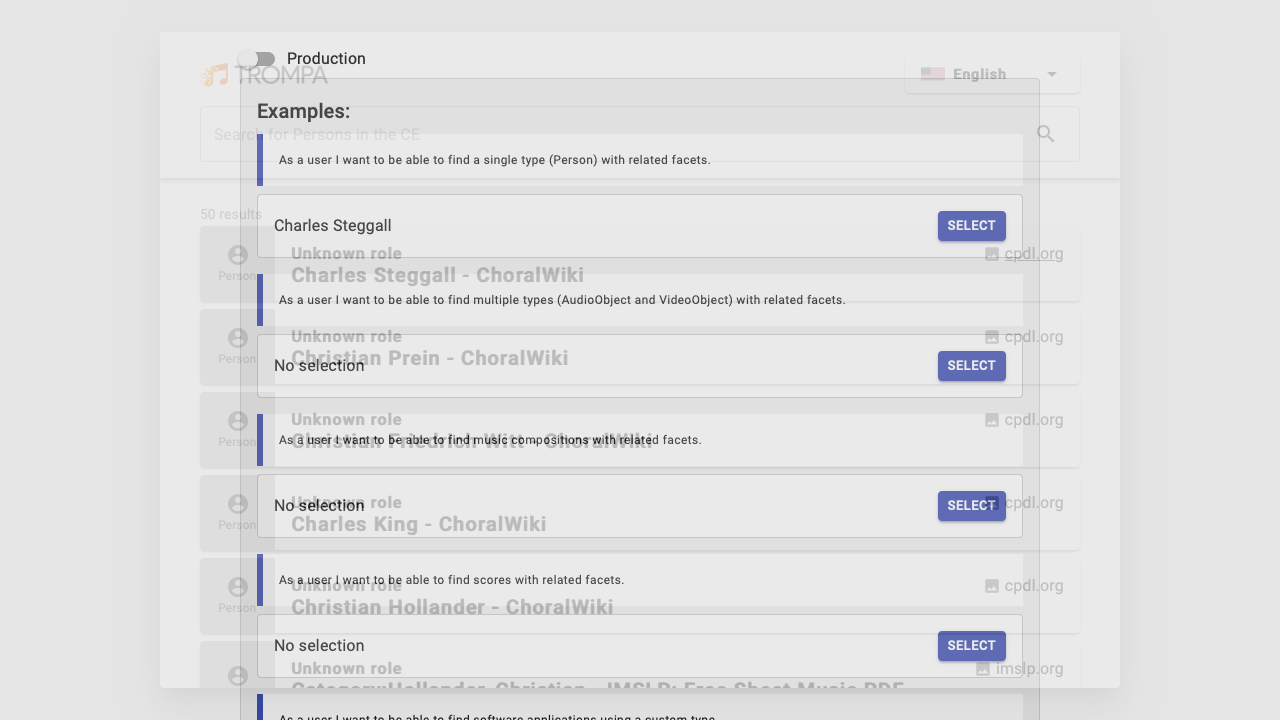 Production
TROMPA
English
Examples:
Search for Persons in the CE
As a user I want to be able to find a single type (Person) with related facets.
50 results
Charles Steggall
SELECT
Unknown role
cpdl.org
Person
Charles Steggall - ChoralWiki
As a user I want to be able to find multiple types (AudioObject and VideoObject) with related facets.
Unknown role
cpdl.org
Person
Christian Prein - ChoralWiki
No selection
SELECT
Unknown role
cpdl.org
Person
Christian Friedrich Witt - ChoralWiki
As a user I want to be able to find music compositions with related facets.
Unknown role
cpdl.org
No selection
SELECT
Person
Charles King - ChoralWiki
As a user I want to be able to find scores with related facets.
Unknown role
cpdl.org
Person
Christian Hollander - ChoralWiki
No selection
SELECT
Unknown role
imslp.org
Category:Hollander, Christian - IMSLP: Free Sheet Music PDF
As a user I want to be able to find software applications using a custom type